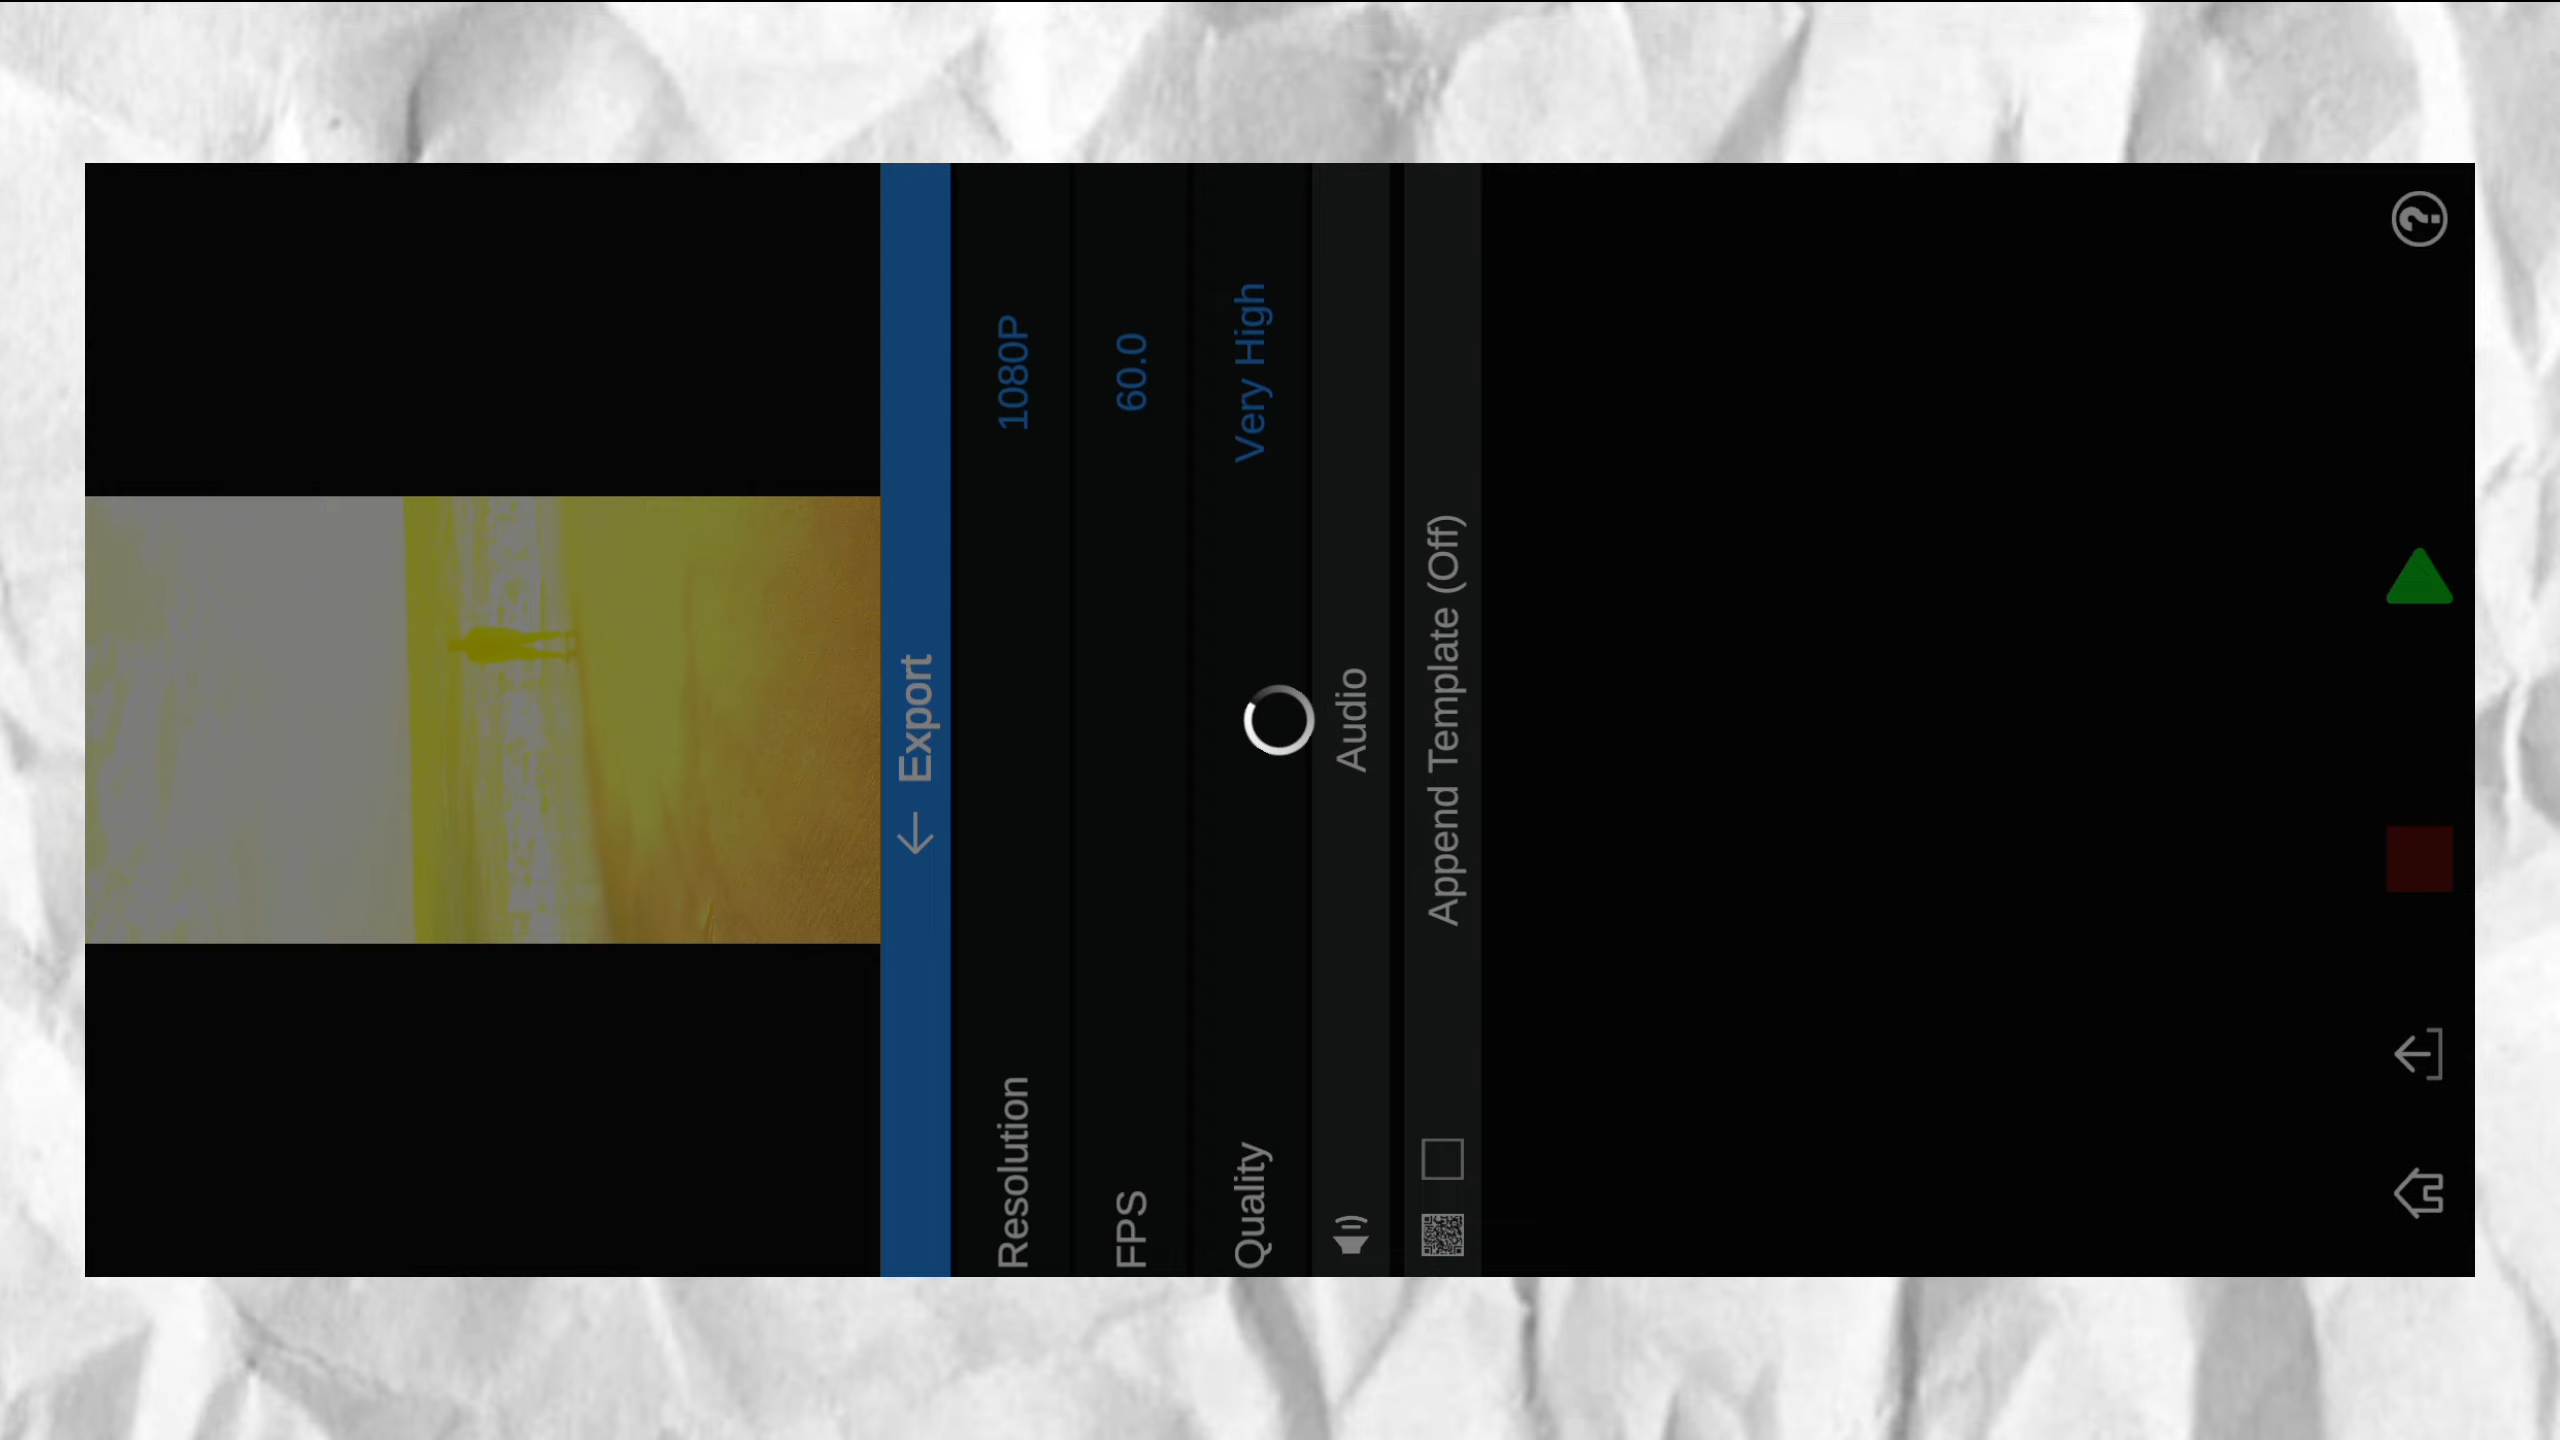 Export
Resolution 1080P
FPS 60.0
Quality Very High
Audio
Append Template (Off)